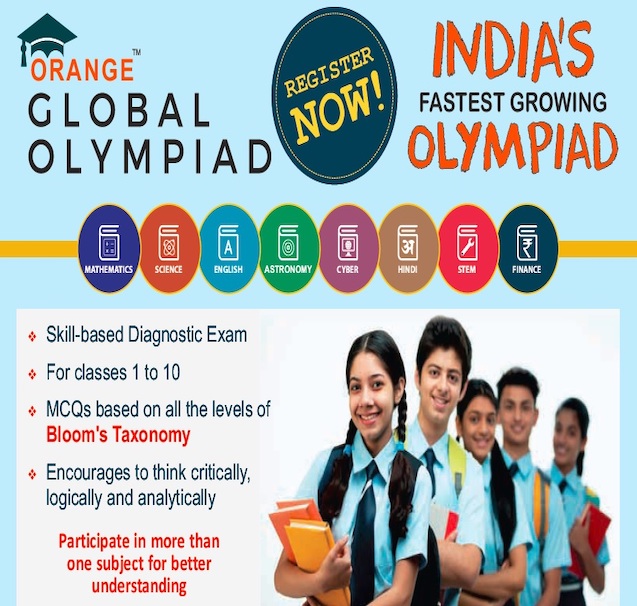 ORANGE™
GLOBAL
OLYMPIAD
REGISTER
NOW!
INDIA'S
FASTEST GROWING
OLYMPIAD
A
अ
₹
MATHEMATICS
SCIENCE
ENGLISH
ASTRONOMY
CYBER
HINDI
STEM
FINANCE
Skill-based Diagnostic Exam
For classes 1 to 10
MCQs based on all the levels of
Bloom's Taxonomy
Encourages to think critically,
logically and analytically
Participate in more than
one subject for better
understanding